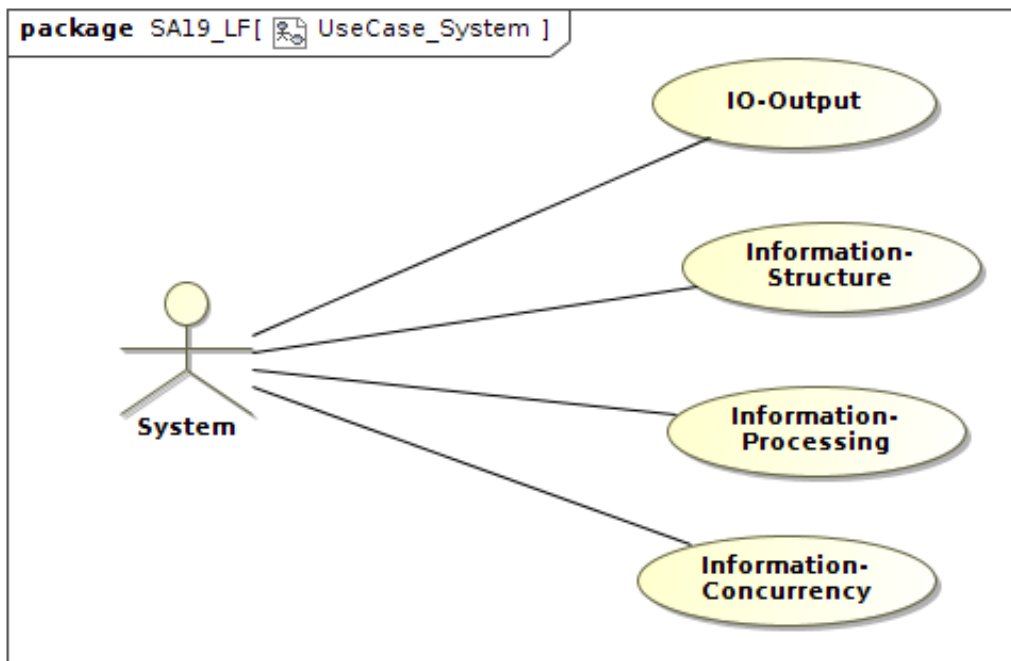 package SA19_LF[ UseCase_System ]
IO-Output
Information-
Structure
System
Information-
Processing
Information-
Concurrency